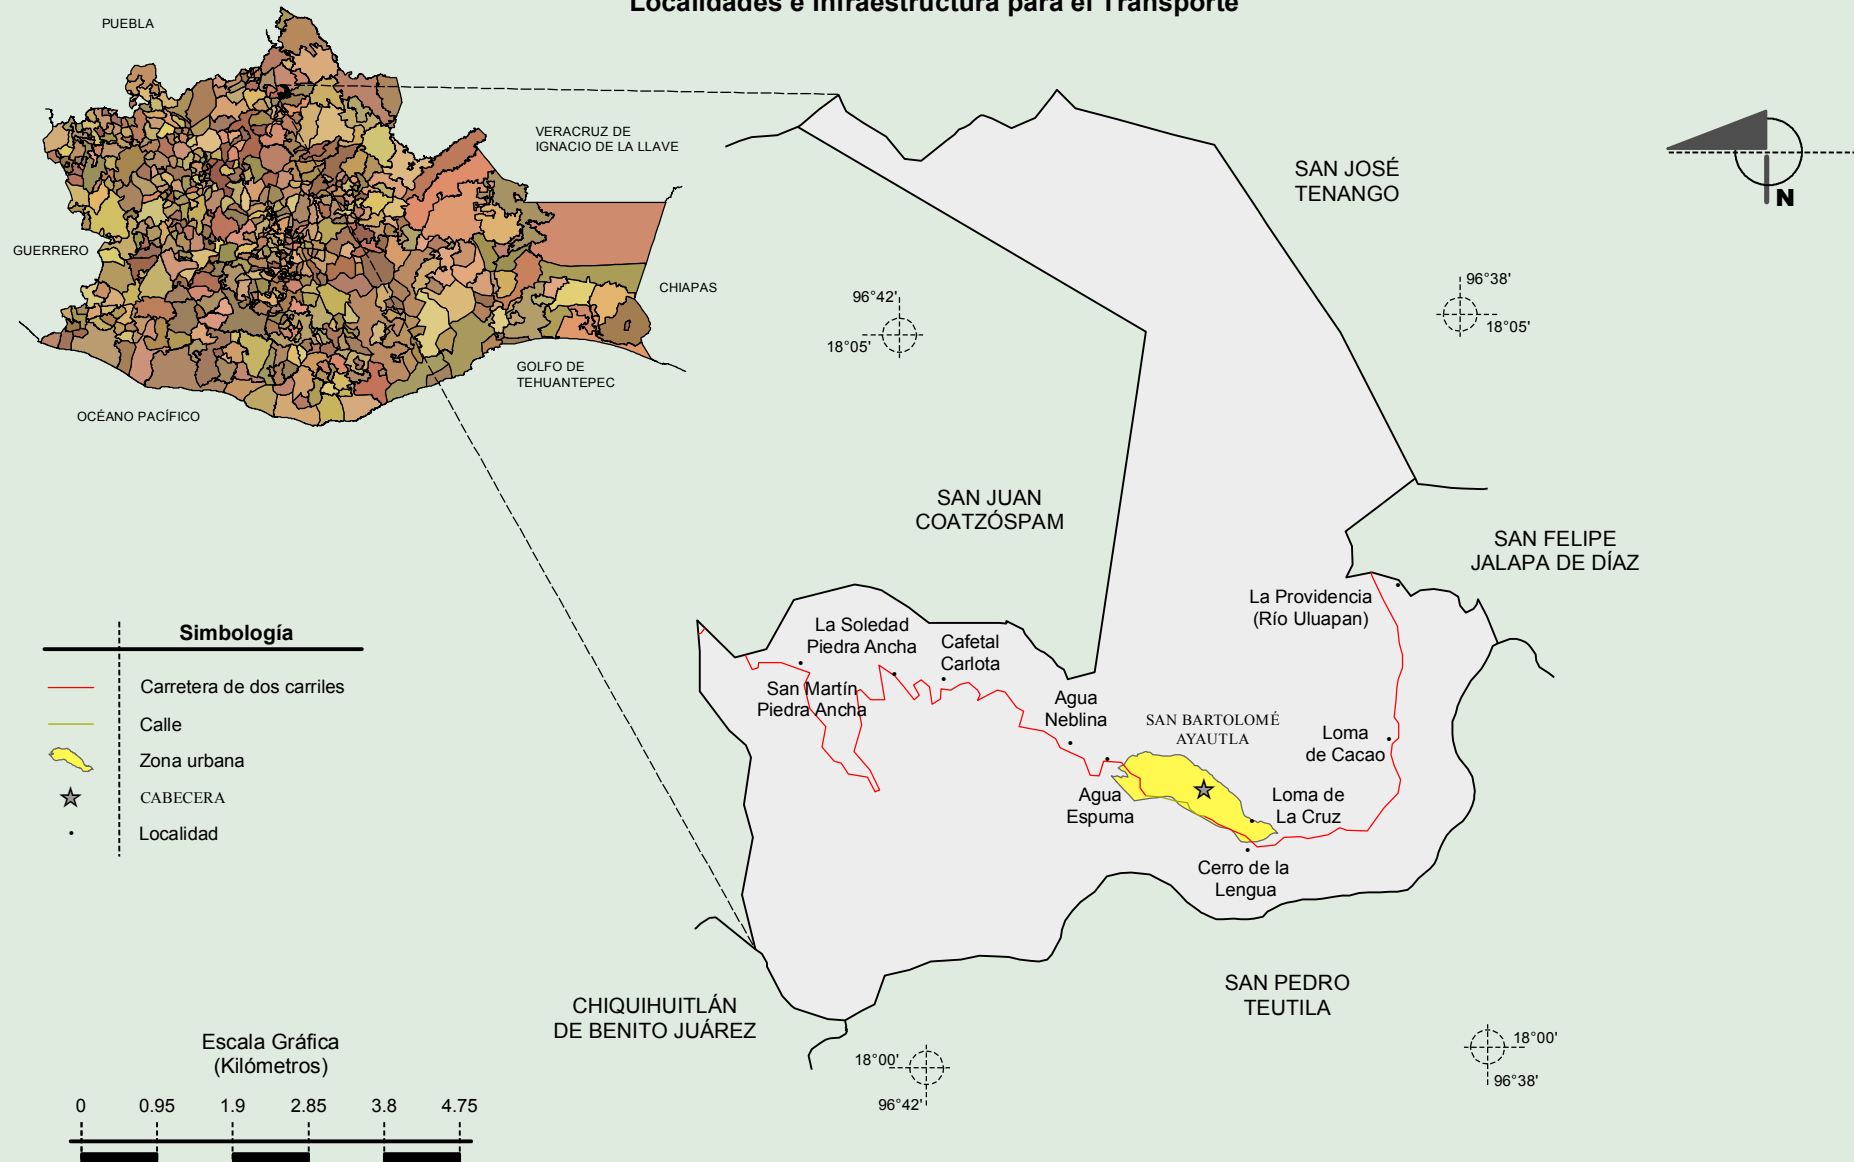 Localidades e Infraestructura para el Transporte
PUEBLA
VERACRUZ DE
IGNACIO DE LA LLAVE
GUERRERO
CHIAPAS
GOLFO DE
TEHUANTEPEC
OCÉANO PACÍFICO
SAN JOSÉ
TENANGO
N
96°42'
18°05'
96°38'
18°05'
SAN JUAN
COATZÓSPAM
SAN FELIPE
JALAPA DE DÍAZ
La Providencia
(Río Uluapan)
La Soledad
Piedra Ancha
Cafetal
Carlota
San Martín
Piedra Ancha
Agua
Neblina
SAN BARTOLOMÉ
AYAUTLA
Loma
de Cacao
Agua
Espuma
Loma de
La Cruz
Cerro de la
Lengua
Simbología
Carretera de dos carriles
Calle
Zona urbana
CABECERA
Localidad
CHIQUIHUITLÁN
DE BENITO JUÁREZ
SAN PEDRO
TEUTILA
18°00'
96°42'
18°00'
96°38'
Escala Gráfica
(Kilómetros)
0 0.95 1.9 2.85 3.8 4.75